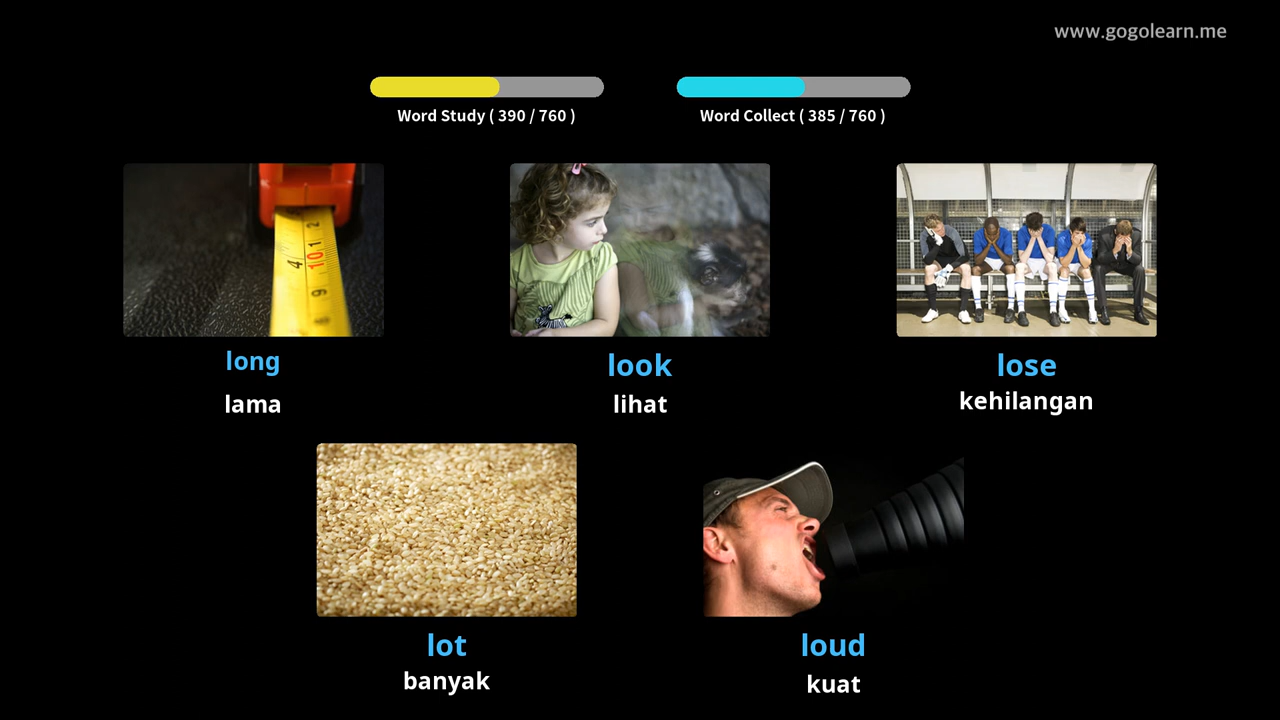 www.gogolearn.me
Word Study ( 390 / 760 )
Word Collect ( 385 / 760 )
long
lama
look
lihat
lose
kehilangan
lot
banyak
loud
kuat